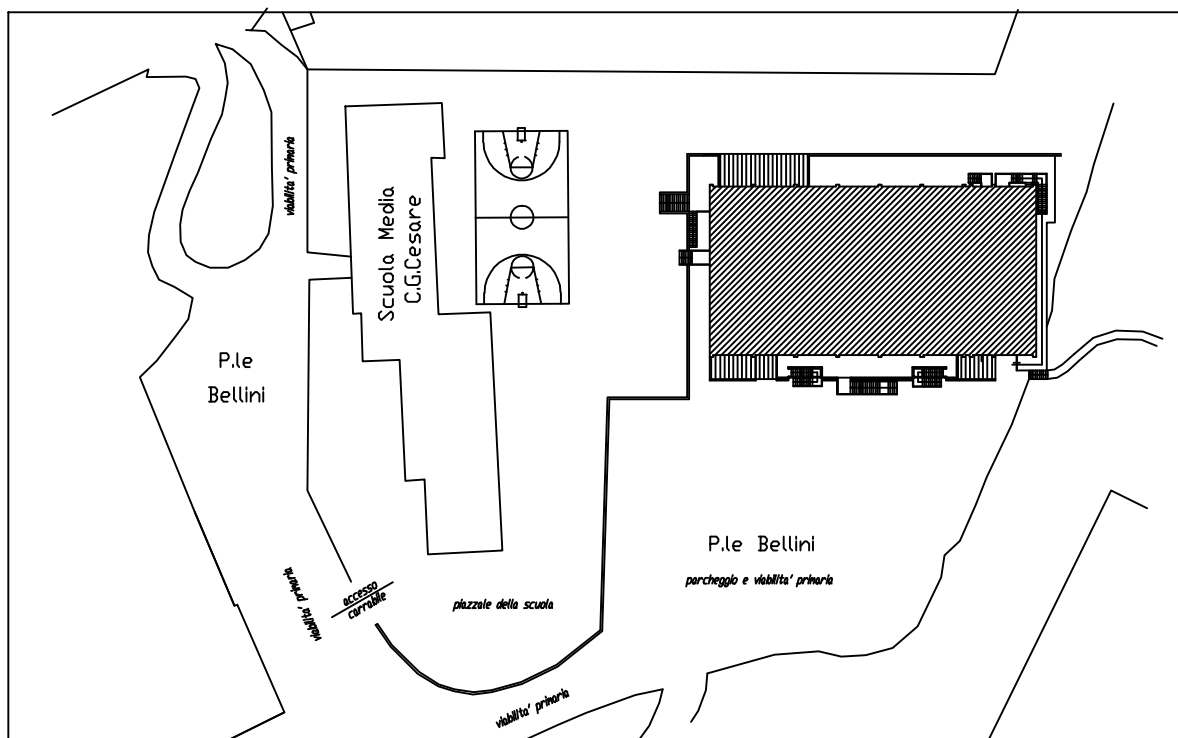 viabilita' primaria
Scuola Media
C.G.Cesare
P.le
Bellini
P.le Bellini
parcheggio e viabilita' primaria
viabilita' primaria
accesso
carrabile
piazzale della scuola
viabilita' primaria